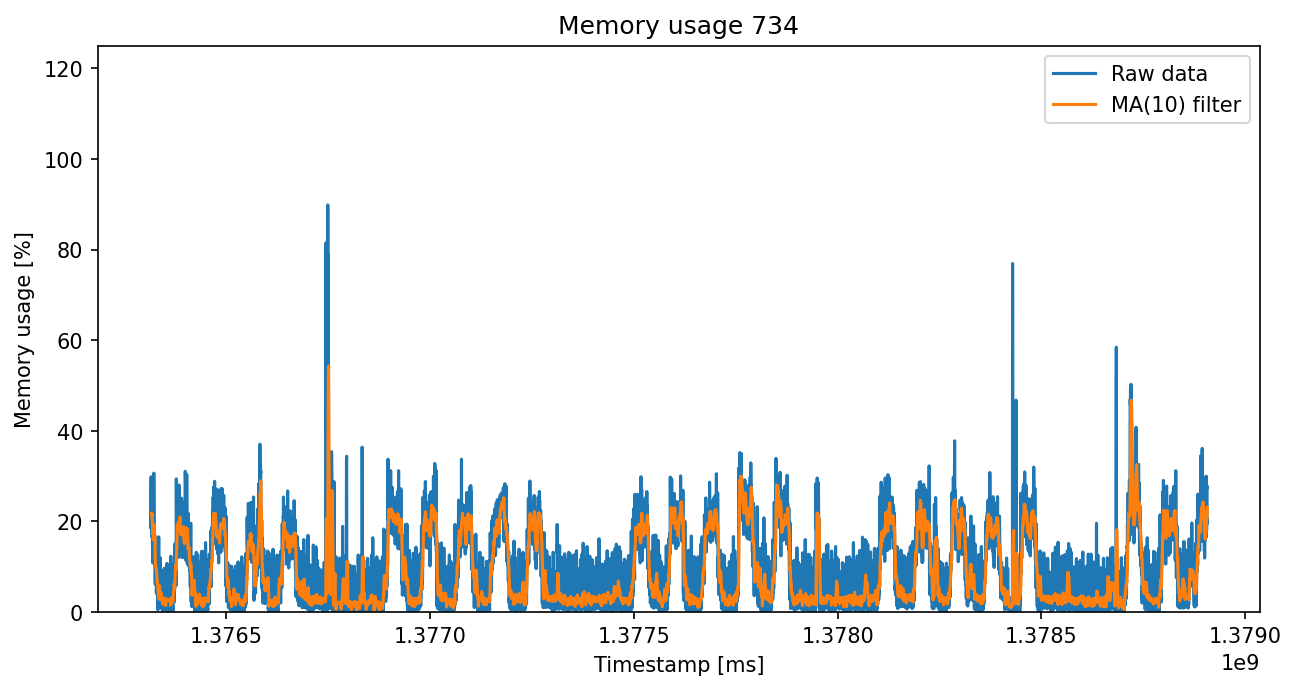 Memory usage 734
Raw data
MA(10) filter
Memory usage [%]
120
100
80
60
40
20
0
1.3765 1.3770 1.3775 1.3780 1.3785 1.3790
1e9
Timestamp [ms]